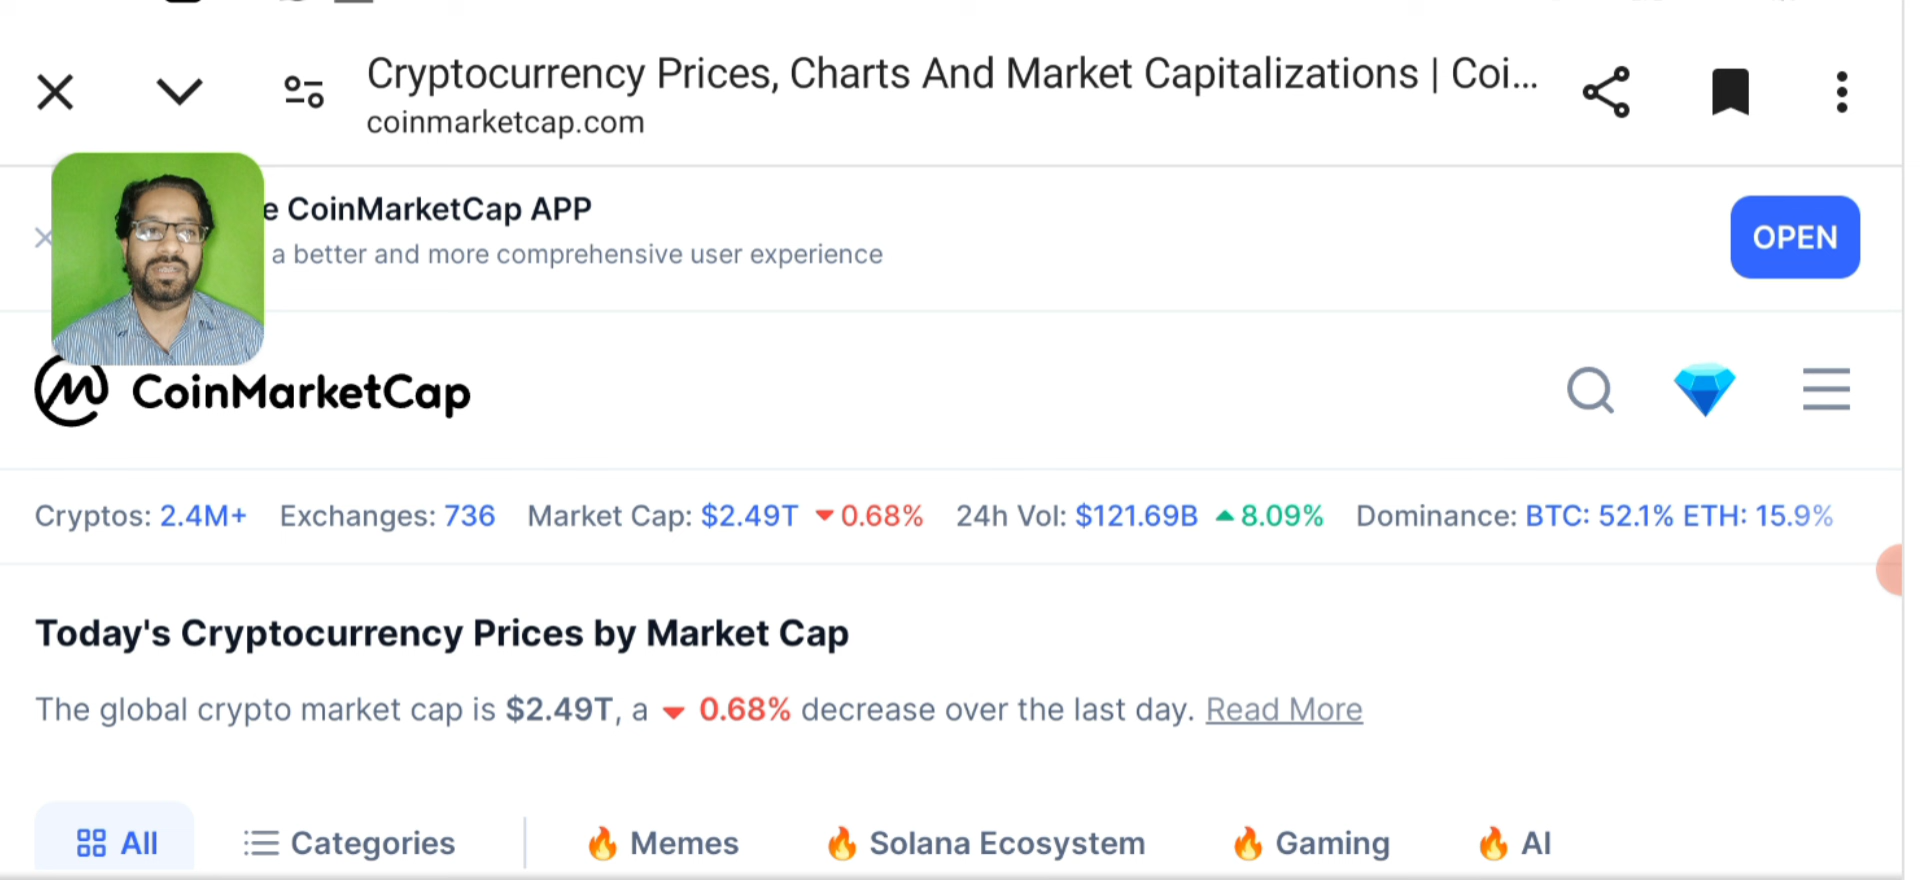 Cryptocurrency Prices, Charts And Market Capitalizations | Coi...
coinmarketcap.com
e CoinMarketCap APP
a better and more comprehensive user experience
OPEN
CoinMarketCap
Cryptos: 2.4M+ Exchanges: 736 Market Cap: $2.49T 0.68% 24h Vol: $121.69B 8.09% Dominance: BTC: 52.1% ETH: 15.9%
Today's Cryptocurrency Prices by Market Cap
The global crypto market cap is $2.49T, a 0.68% decrease over the last day. Read More
All Categories Memes Solana Ecosystem Gaming AI